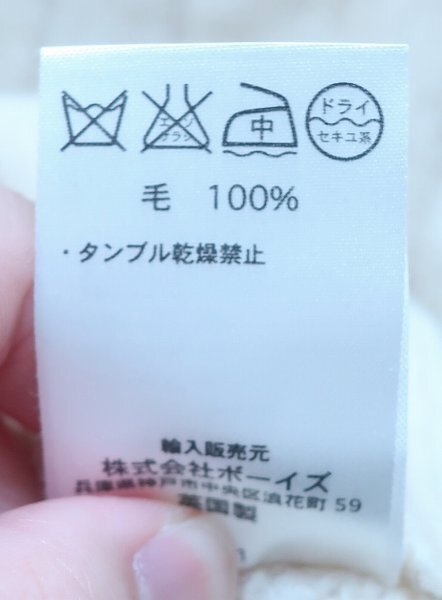 エンソ
サラシ
中
ドライ
セキユ系
毛 100%
・タンブル乾燥禁止
輸入販売元
株式会社ボーイズ
兵庫県神戸市中央区浪花町 59
英国製